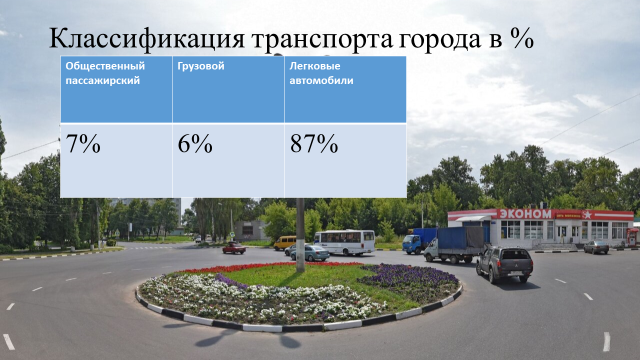 Классификация транспорта города в %
Общественный Грузовой Легковые
пассажирский автомобили
7% 6% 87%
ЭКОНОМ